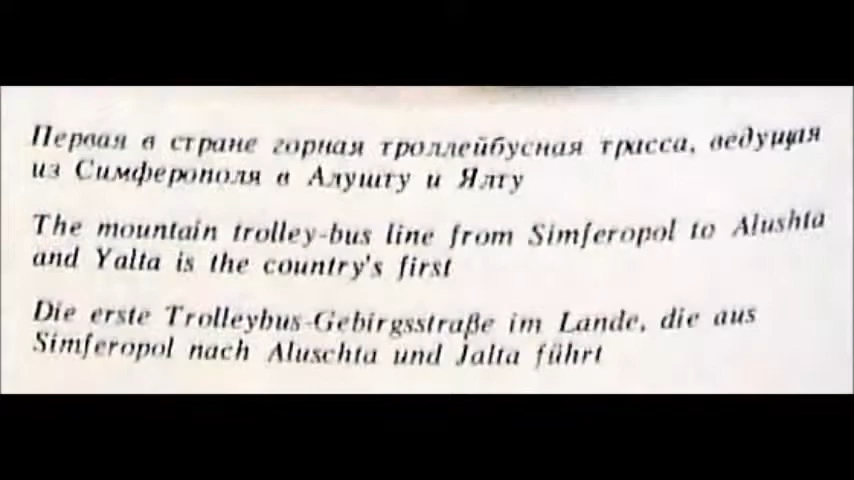 Первая в стране горная троллейбусная трасса, ведущая
из Симферополя в Алушту и Ялту
The mountain trolley-bus line from Simferopol to Alushta
and Yalta is the country's first
Die erste Trolleybus-Gebirgsstraße im Lande, die aus
Simferopol nach Aluschta und Jalta führt